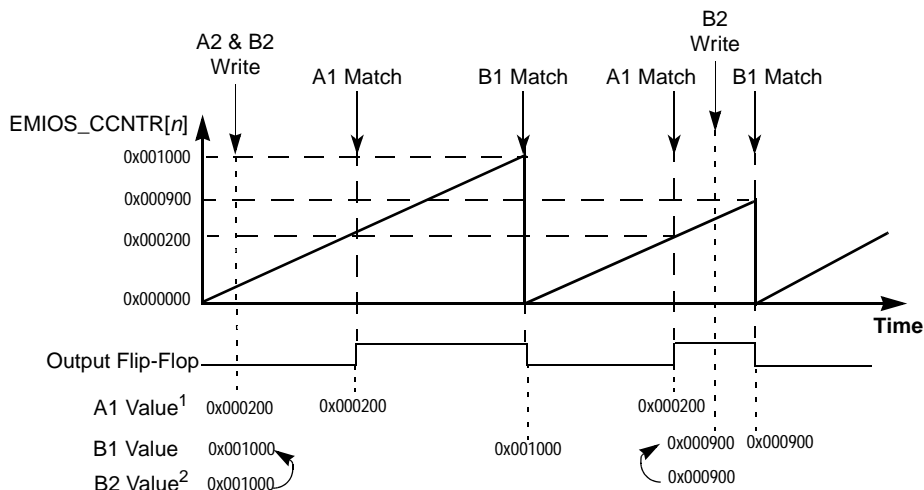 A2 & B2
Write
B2
Write
A1 Match
B1 Match
A1 Match
B1 Match
EMIOS_CCNTR[n]
0x001000
0x000900
0x000200
0x000000
Time
Output Flip-Flop
A1 Value1 0x000200 0x000200 0x000200
B1 Value 0x001000 0x001000 0x000900 0x000900
B2 Value2 0x001000 0x000900